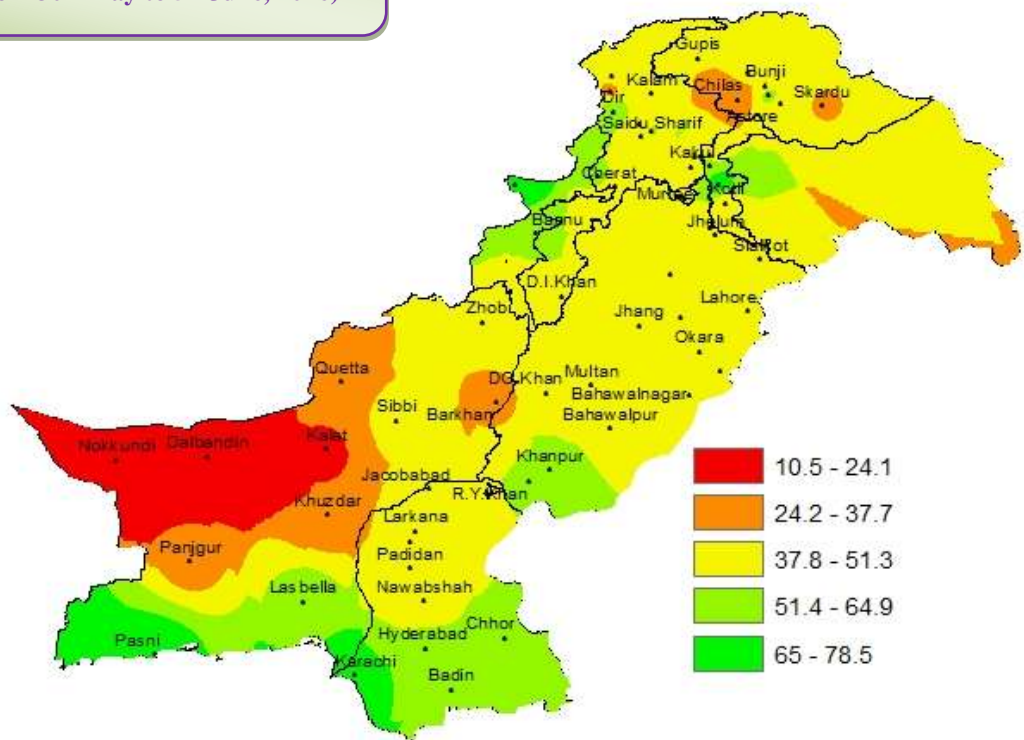 Gupis
Bunji
Kalam
Chilas
Skardu
Dir
Astore
Saidu Sharif
Kakul
Cherat
Kotli
Murree
Bannu
Jhelum
Sialkot
D.I.Khan
Zhob
Lahore
Jhang
Okara
Quetta
DG.Khan
Multan
Bahawalnagar
Sibbi
Barkhan
Bahawalpur
Nokkundi
Dalbandin
Kalat
Khanpur
Jacobabad
R.Y.Khan
Khuzdar
Larkana
Panjgur
Padidan
Lasbella
Nawabshah
Chhor
Hyderabad
Pasni
Karachi
Badin
10.5 - 24.1
24.2 - 37.7
37.8 - 51.3
51.4 - 64.9
65 - 78.5